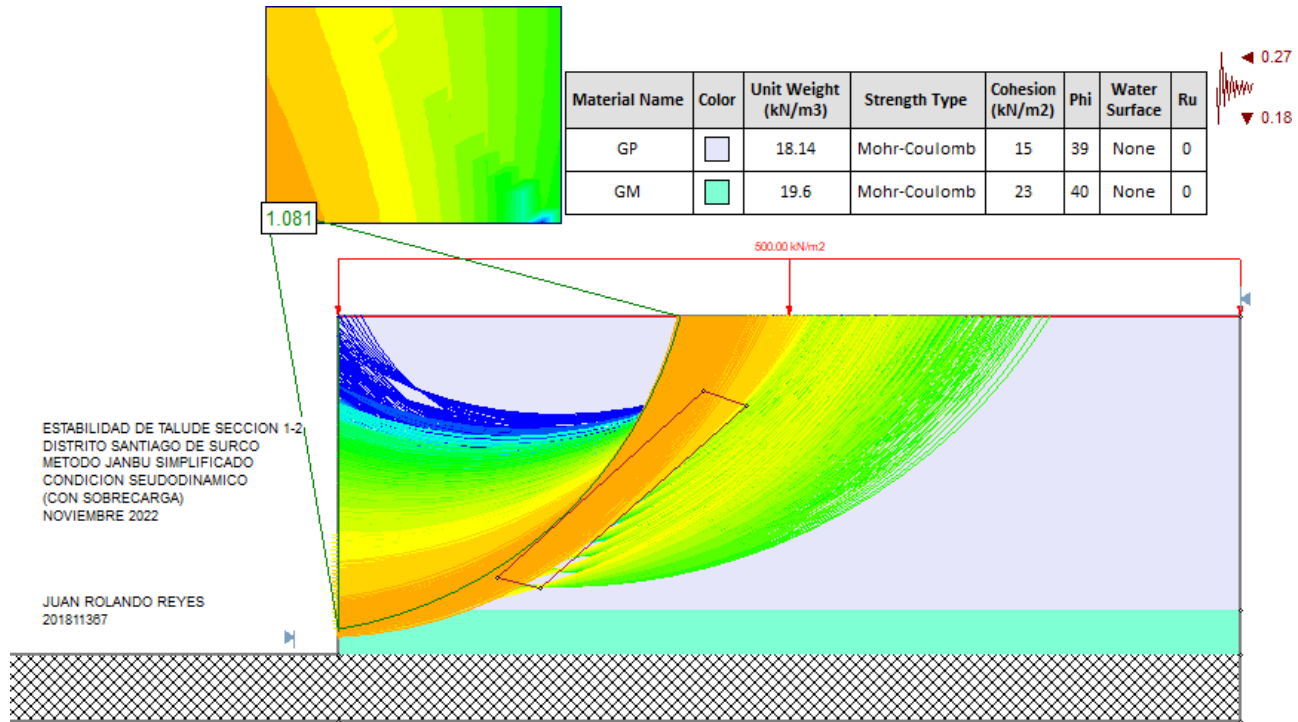 Material Name Color Unit Weight (kN/m3) Strength Type Cohesion (kN/m2) Phi Water Surface Ru
GP 18.14 Mohr-Coulomb 15 39 None 0
GM 19.6 Mohr-Coulomb 23 40 None 0
0.27
0.18
1.081
500.00 kN/m2
ESTABILIDAD DE TALUDE SECCION 1-2
DISTRITO SANTIAGO DE SURCO
METODO JANBU SIMPLIFICADO
CONDICION SEUDODINAMICO
(CON SOBRECARGA)
NOVIEMBRE 2022
JUAN ROLANDO REYES
201811367